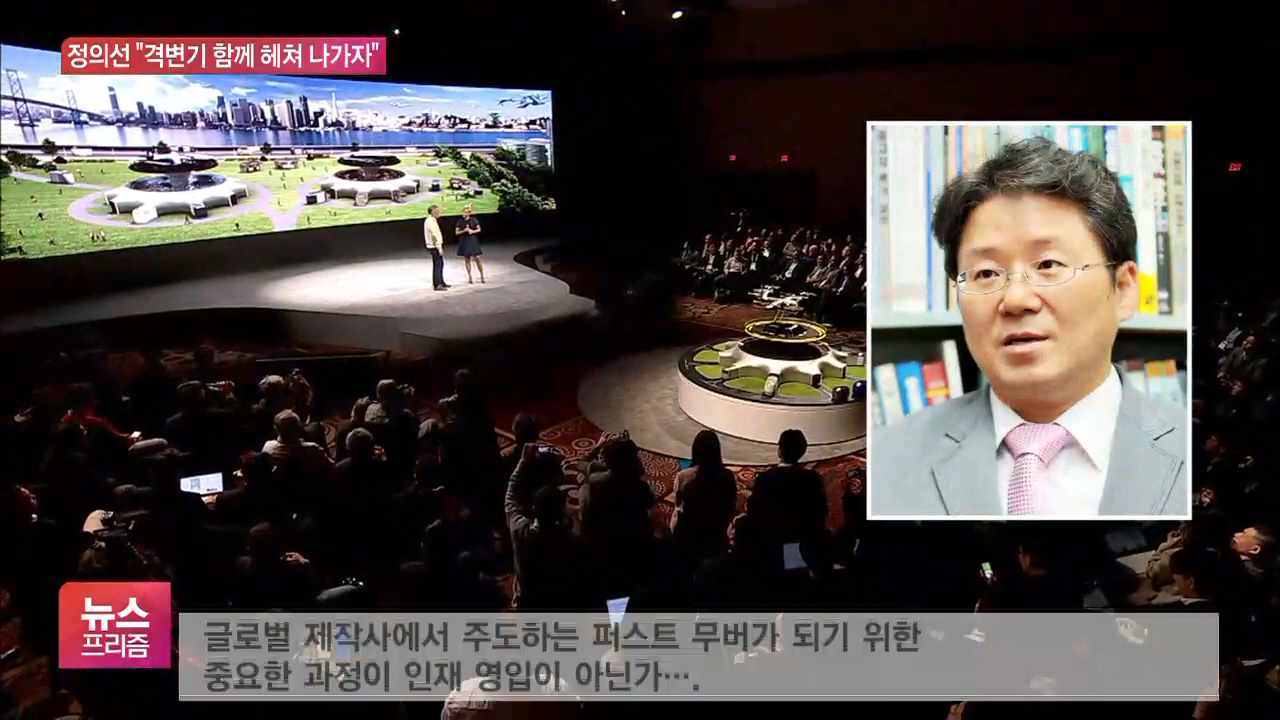 정의선 "격변기 함께 헤쳐 나가자"
뉴스
프리즘
글로벌 제작사에서 주도하는 퍼스트 무버가 되기 위한
중요한 과정이 인재 영입이 아닌가….